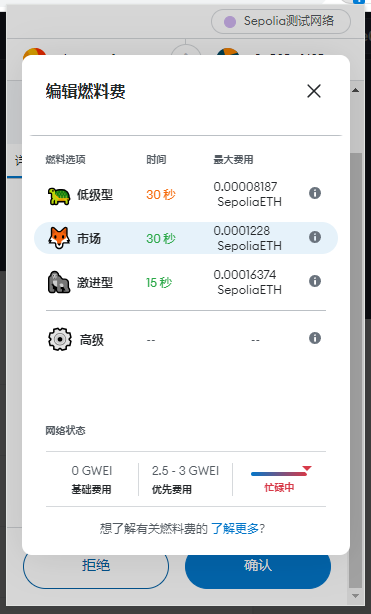 Sepolia测试网络
编辑燃料费
燃料选项 时间 最大费用
低级型 30 秒 0.00008187 SepoliaETH
市场 30 秒 0.0001228 SepoliaETH
激进型 15 秒 0.00016374 SepoliaETH
高级 -- --
网络状态
0 GWEI 2.5 - 3 GWEI
基础费用 优先费用 忙碌中
想了解有关燃料费的 了解更多?
拒绝 确认